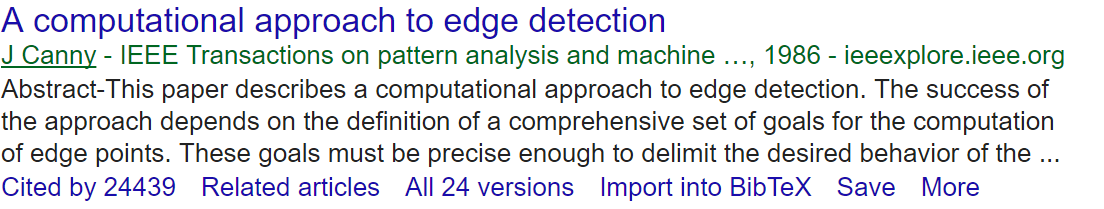 A computational approach to edge detection
J Canny - IEEE Transactions on pattern analysis and machine …, 1986 - ieeexplore.ieee.org
Abstract-This paper describes a computational approach to edge detection. The success of
the approach depends on the definition of a comprehensive set of goals for the computation
of edge points. These goals must be precise enough to delimit the desired behavior of the ...
Cited by 24439 Related articles All 24 versions Import into BibTeX Save More